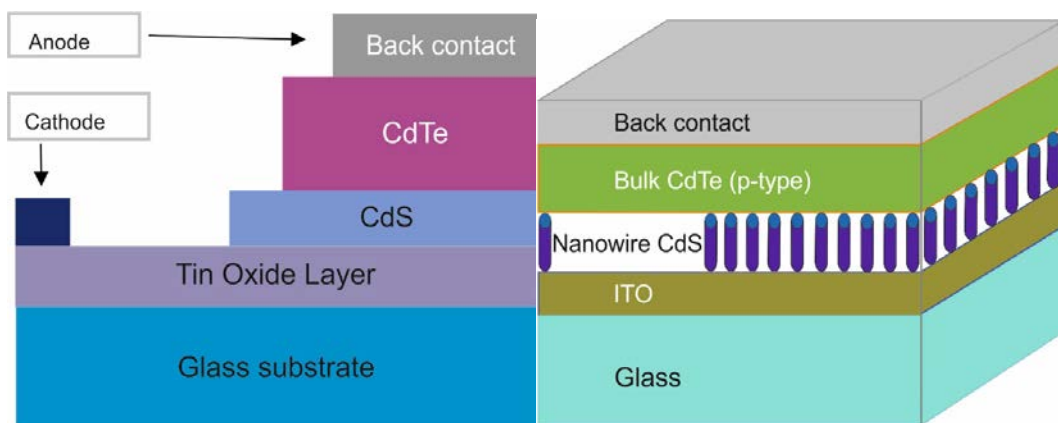 Anode
Back contact
CdTe
Cathode
CdS
Tin Oxide Layer
Glass substrate
Back contact
Bulk CdTe (p-type)
Nanowire CdS
ITO
Glass